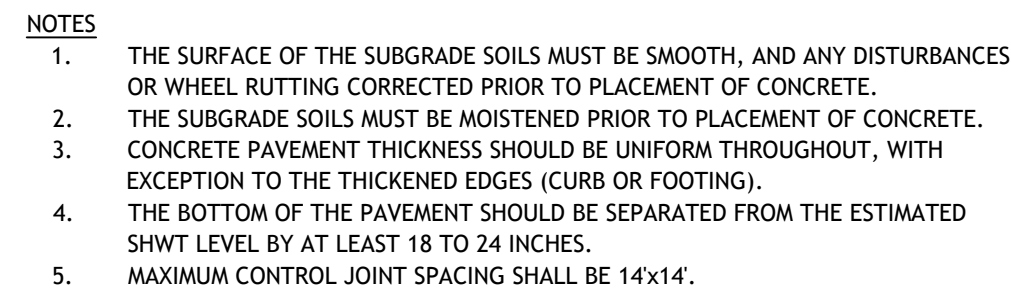 NOTES
1. THE SURFACE OF THE SUBGRADE SOILS MUST BE SMOOTH, AND ANY DISTURBANCES
OR WHEEL RUTTING CORRECTED PRIOR TO PLACEMENT OF CONCRETE.
2. THE SUBGRADE SOILS MUST BE MOISTENED PRIOR TO PLACEMENT OF CONCRETE.
3. CONCRETE PAVEMENT THICKNESS SHOULD BE UNIFORM THROUGHOUT, WITH
EXCEPTION TO THE THICKENED EDGES (CURB OR FOOTING).
4. THE BOTTOM OF THE PAVEMENT SHOULD BE SEPARATED FROM THE ESTIMATED
SHWT LEVEL BY AT LEAST 18 TO 24 INCHES.
5. MAXIMUM CONTROL JOINT SPACING SHALL BE 14'x14'.